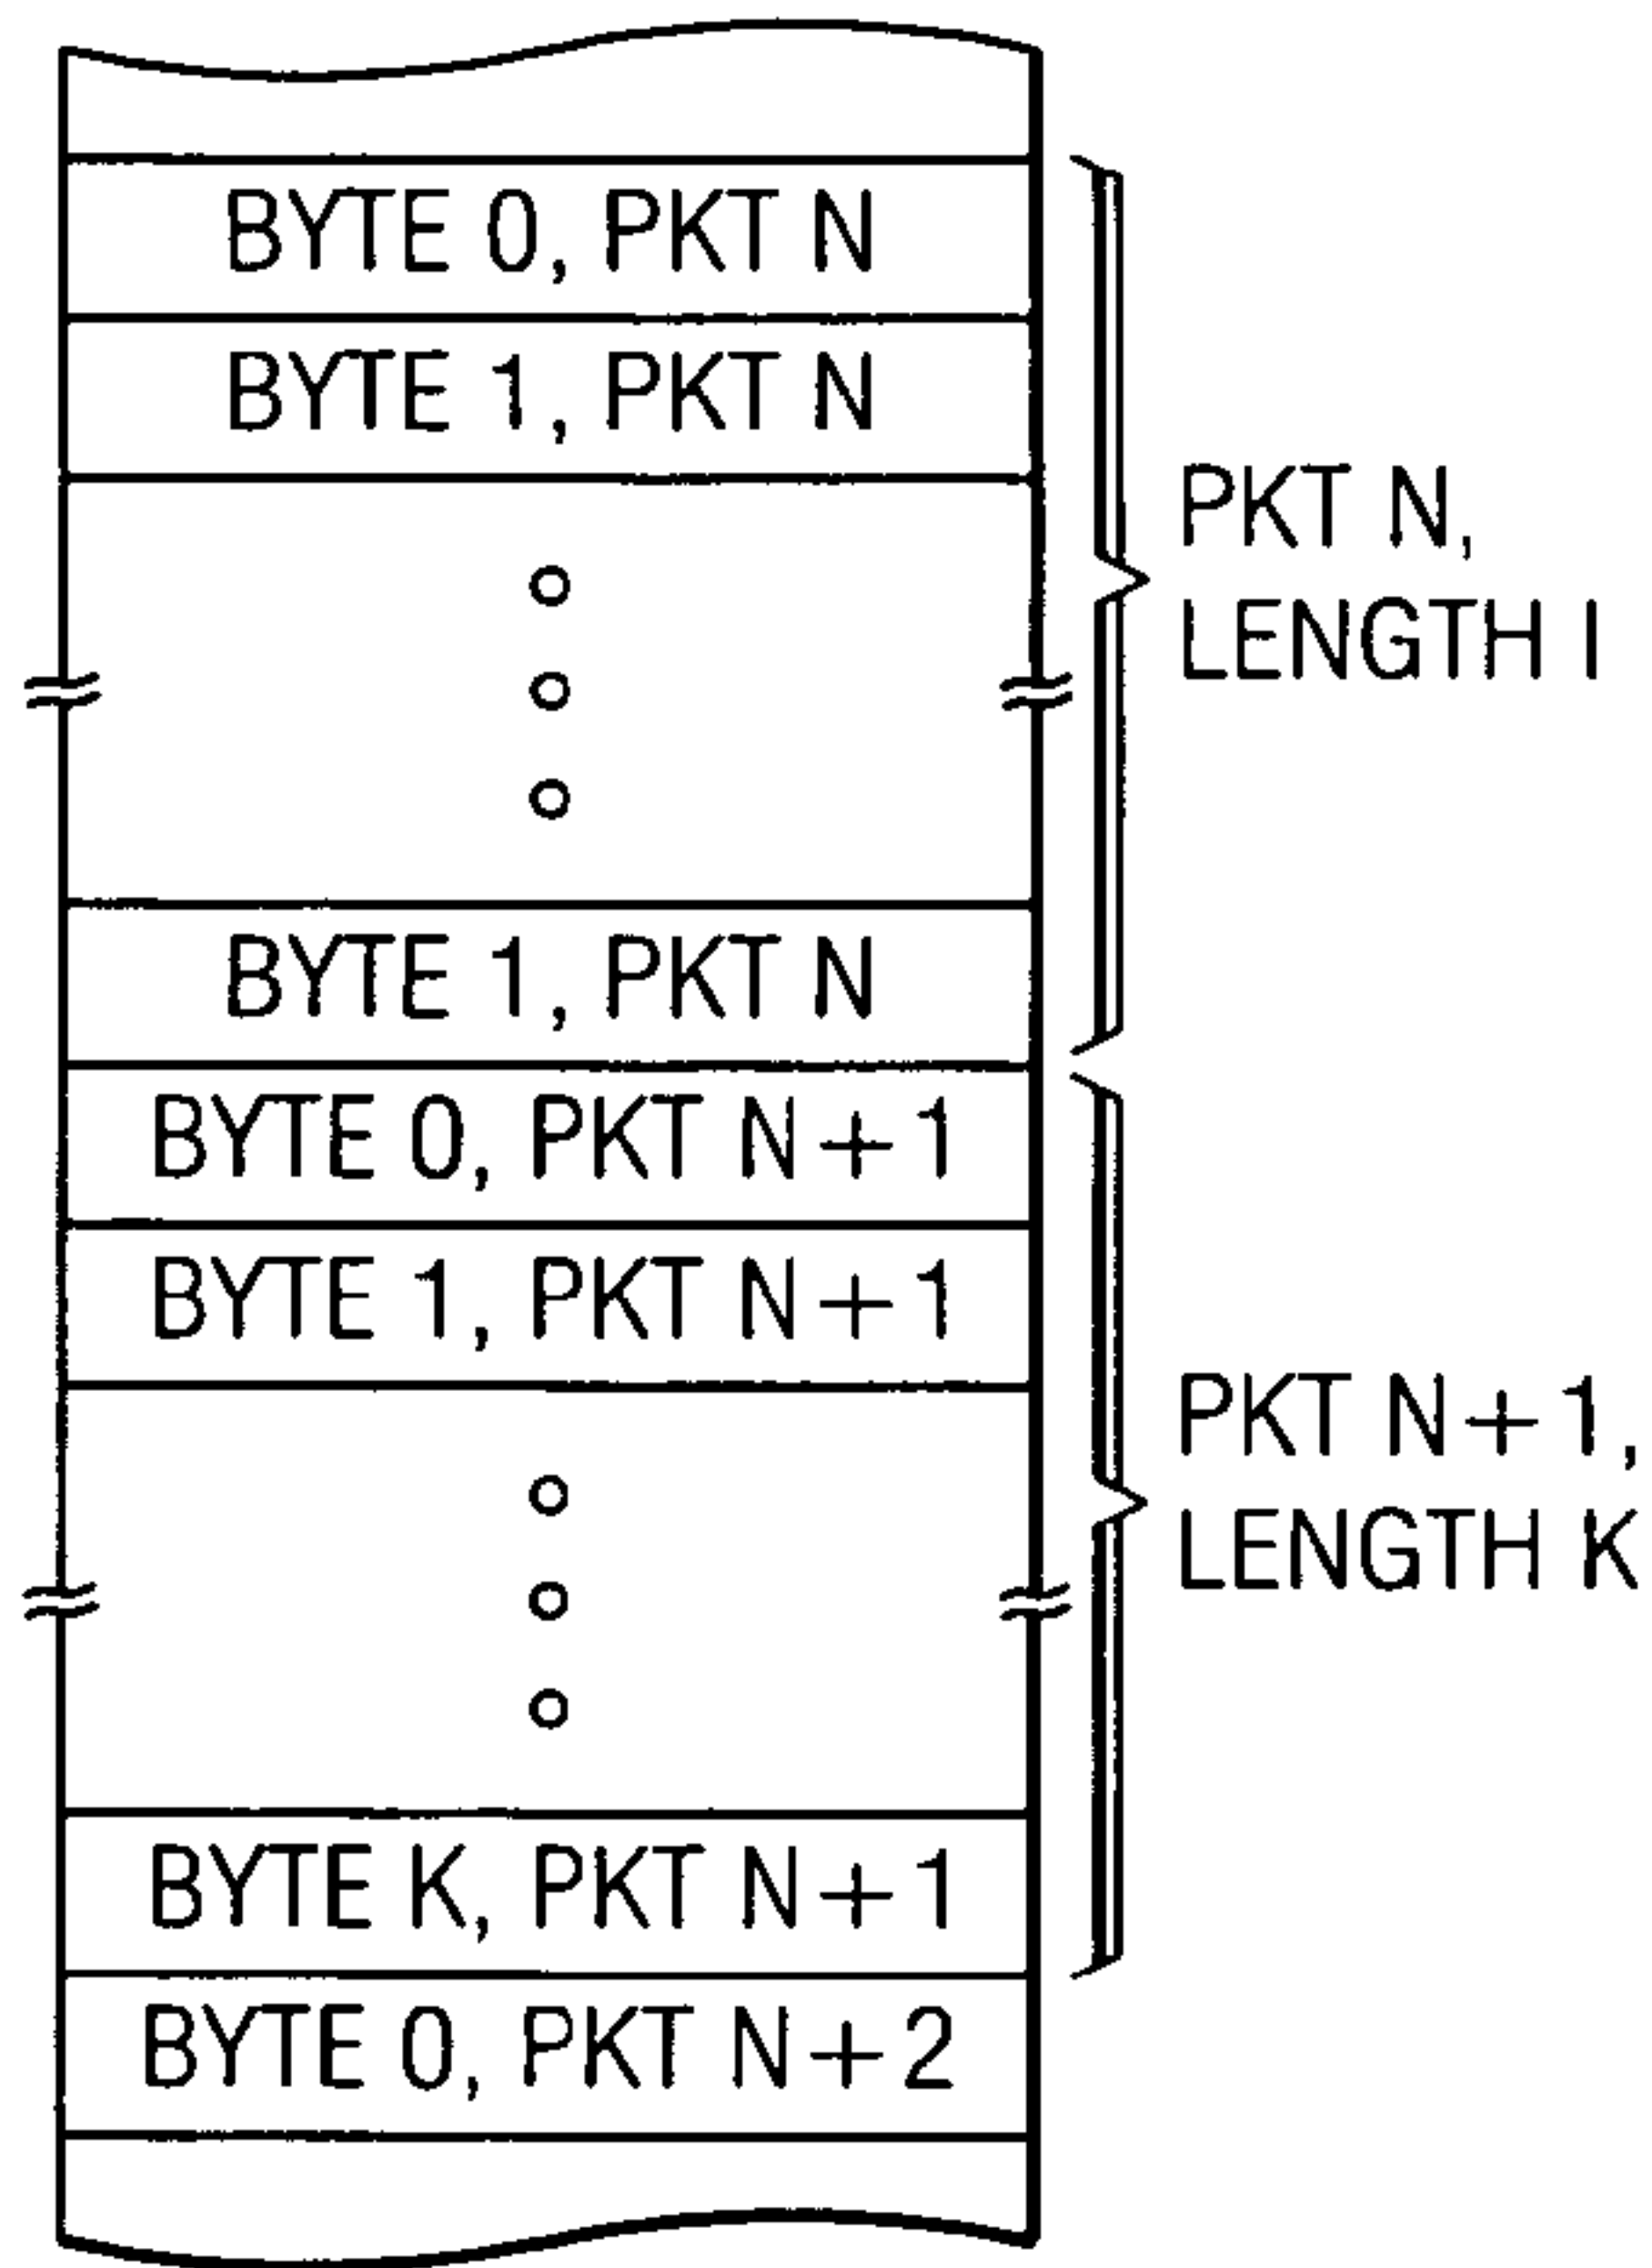 BYTE 0, PKT N
BYTE 1, PKT N
PKT N,
LENGTH I
BYTE 1, PKT N
BYTE 0, PKT N+1
BYTE 1, PKT N+1
PKT N+1,
LENGTH K
BYTE K, PKT N+1
BYTE 0, PKT N+2